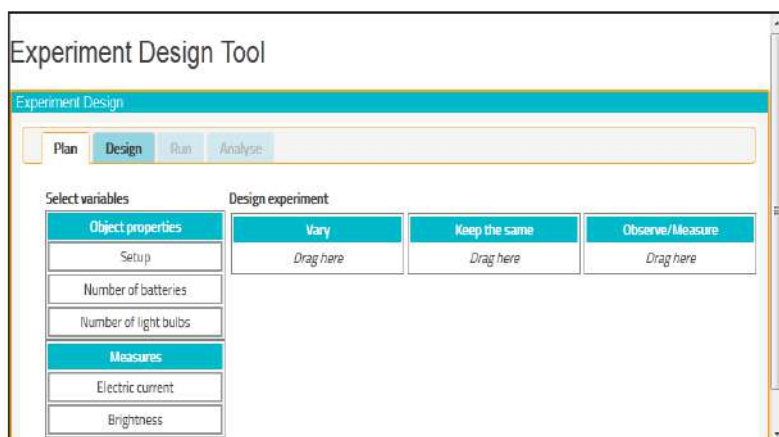 Experiment Design Tool
Experiment Design
Plan Design Run Analyse
Select variables Design experiment
Object properties Vary Keep the same Observe/Measure
Setup Drag here Drag here Drag here
Number of batteries
Number of light bulbs
Measures
Electric current
Brightness